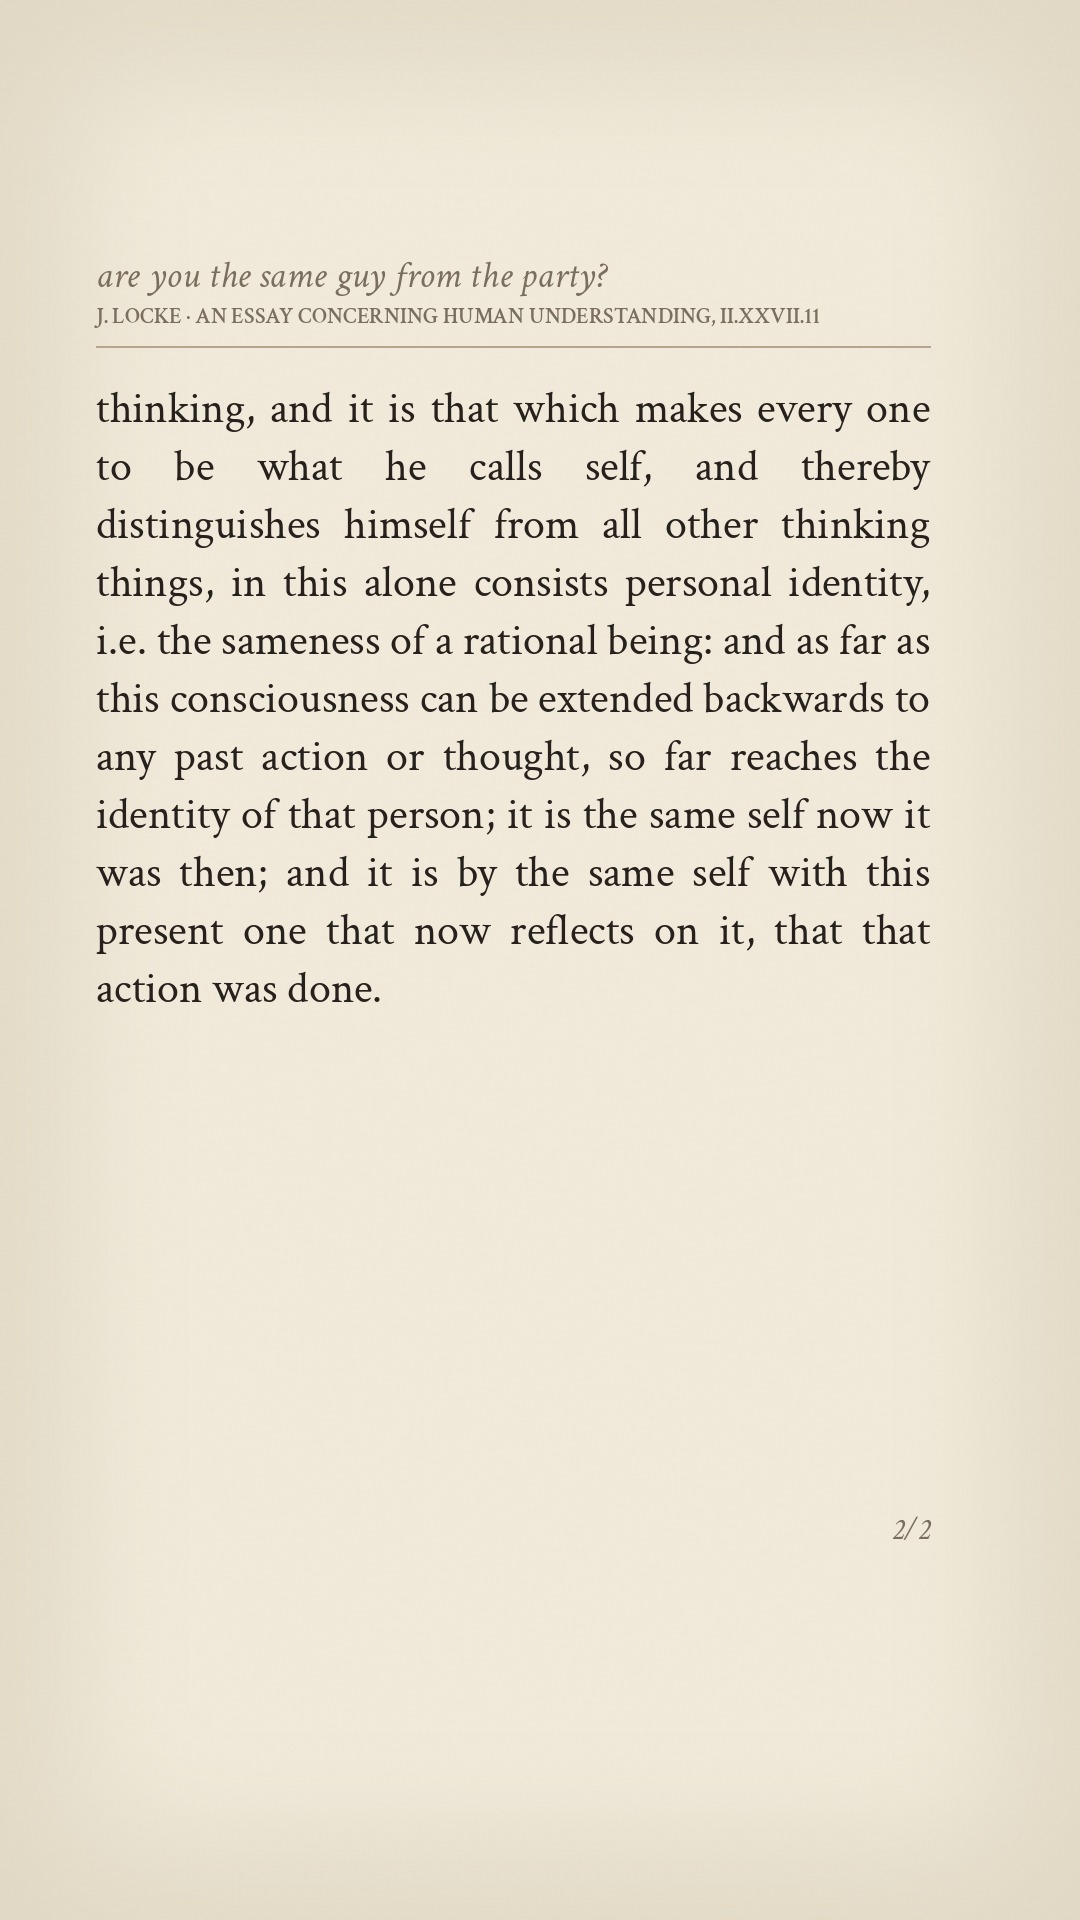 are you the same guy from the party?
J. LOCKE · AN ESSAY CONCERNING HUMAN UNDERSTANDING, II.XXVII.11
thinking, and it is that which makes every one
to be what he calls self, and thereby
distinguishes himself from all other thinking
things, in this alone consists personal identity,
i.e. the sameness of a rational being: and as far as
this consciousness can be extended backwards to
any past action or thought, so far reaches the
identity of that person; it is the same self now it
was then; and it is by the same self with this
present one that now reflects on it, that that
action was done.
2/2